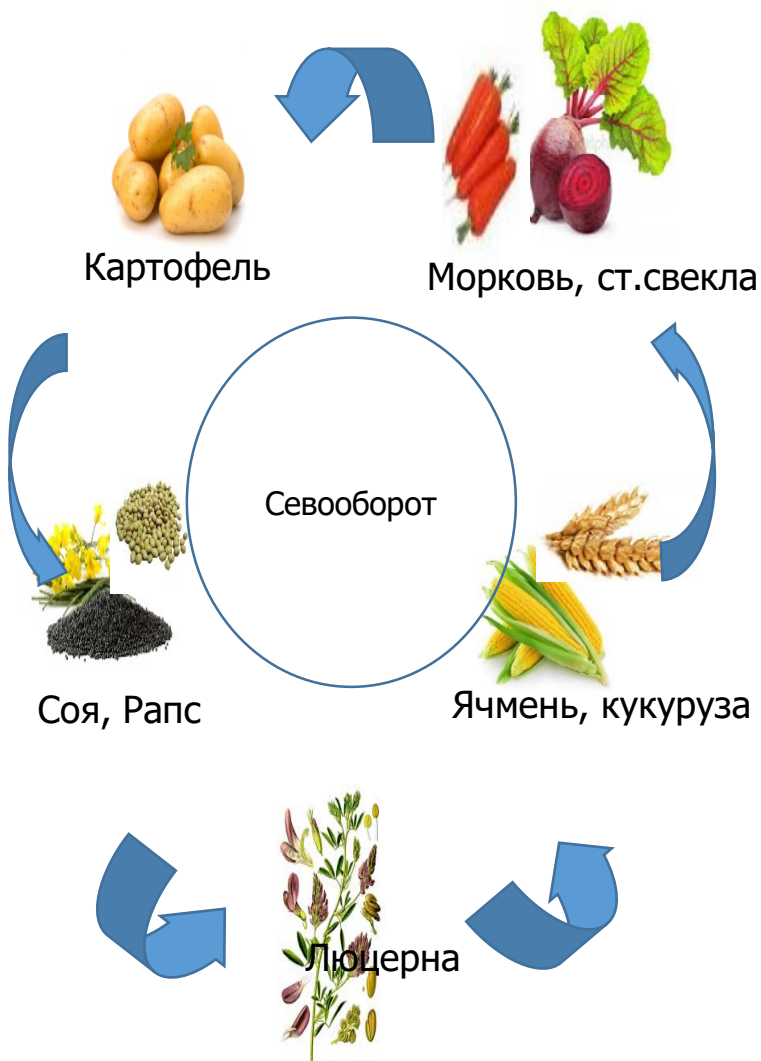 Картофель
Морковь, ст.свекла
Севооборот
Соя, Рапс
Ячмень, кукуруза
Люцерна